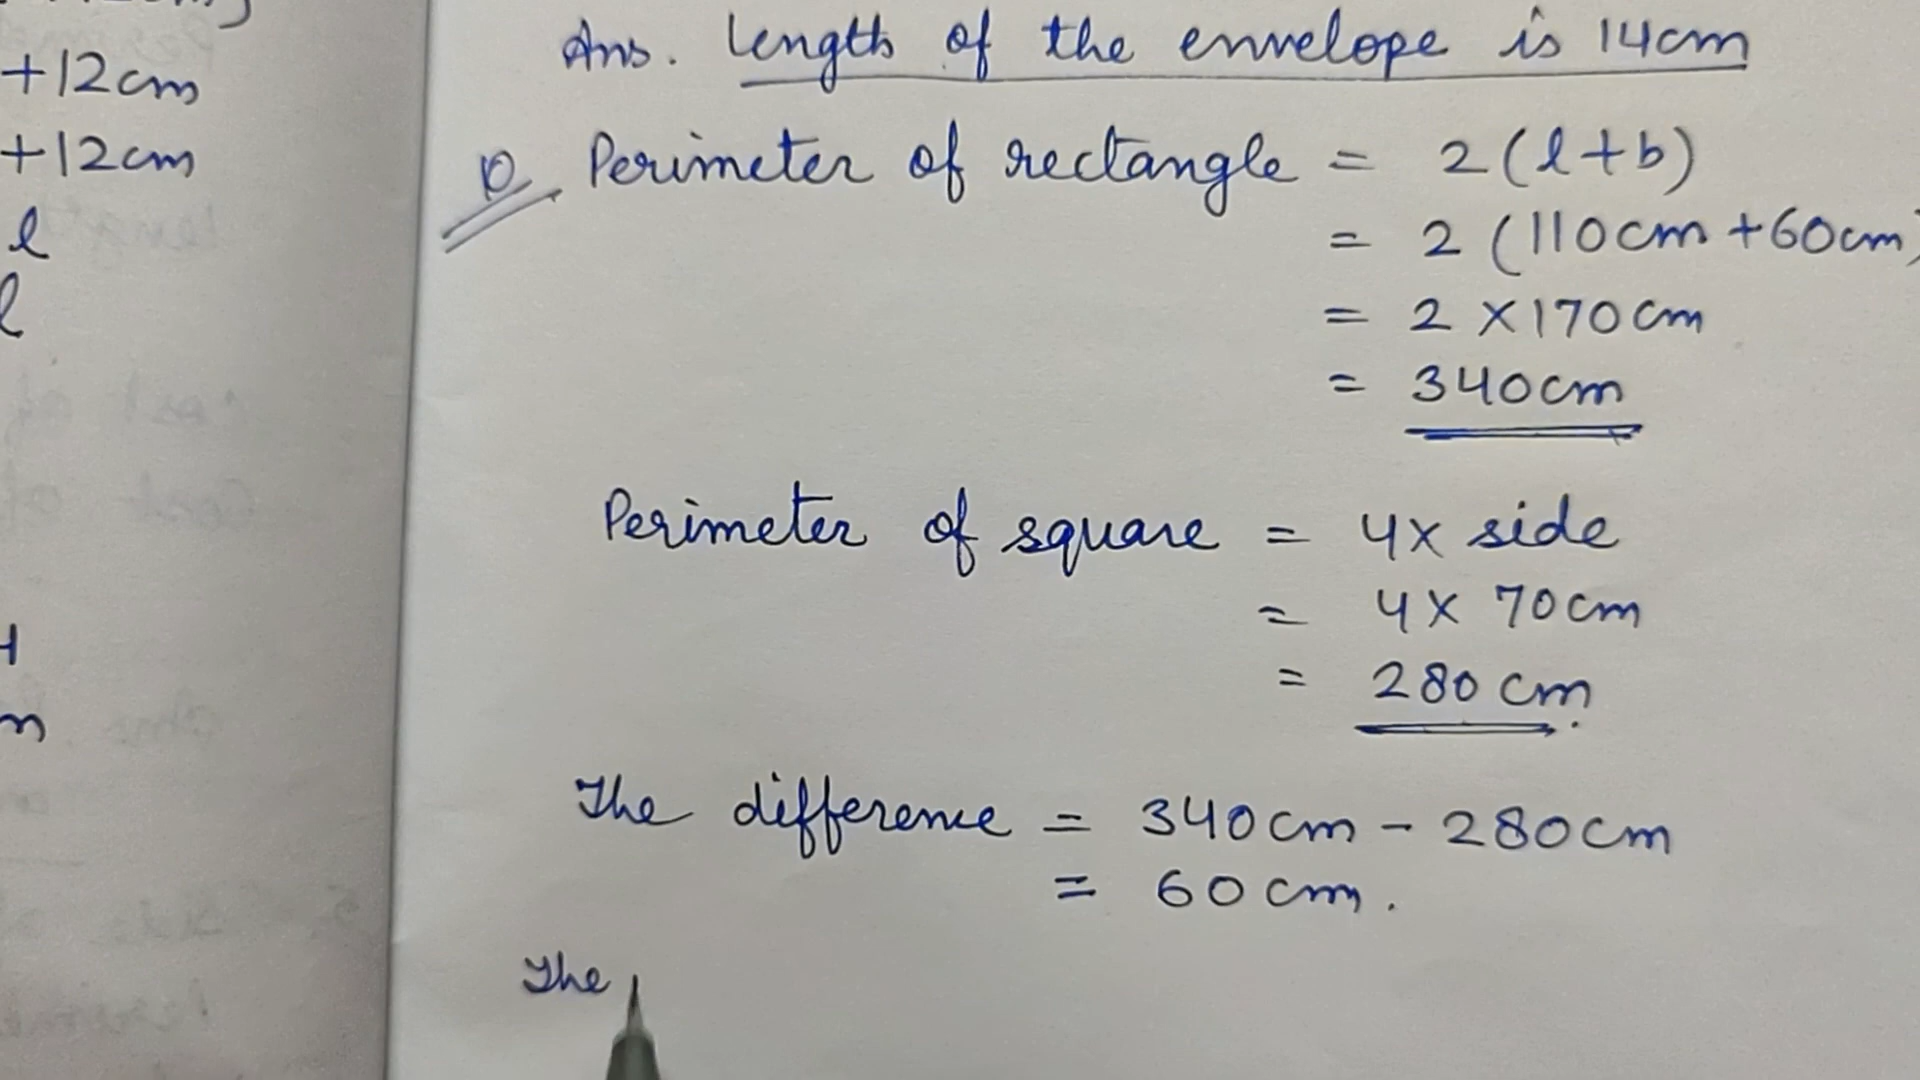 +12cm
+12cm
l
l
Ans. Length of the envelope is 14cm
10. Perimeter of rectangle = 2(l+b)
= 2 (110cm +60cm)
= 2 ×170cm
= 340cm
Perimeter of square = 4× side
= 4× 70cm
= 280 cm.
The difference = 340cm - 280cm
= 60cm.
The